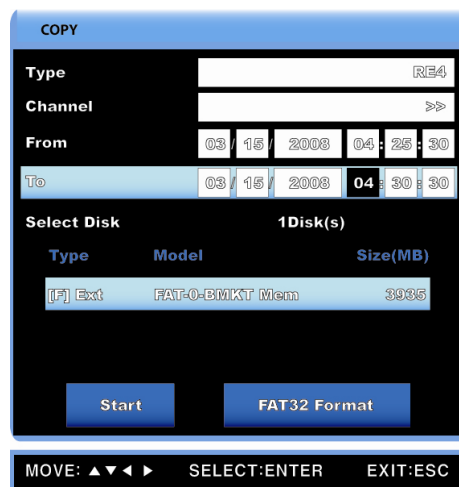 COPY
Type RE4
Channel >>
From 03 / 15 / 2008 04 : 25 : 30
To 03 / 15 / 2008 04 : 30 : 30
Select Disk 1Disk(s)
Type Model Size(MB)
[F] Ext FAT-0-BMKT Mem 3935
Start FAT32 Format
MOVE: ▲▼◀ ▶ SELECT:ENTER EXIT:ESC